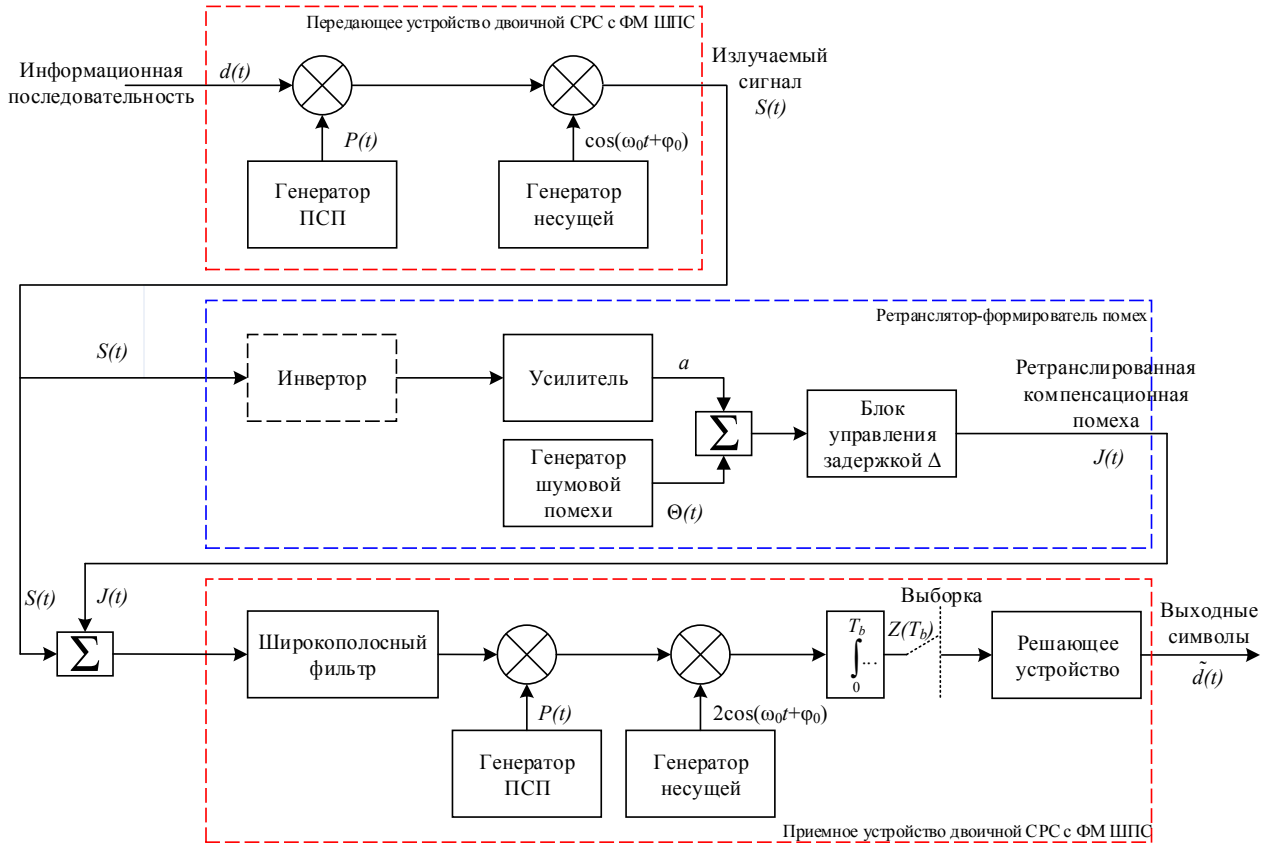 Передающее устройство двоичной СРС с ФМ ШПС
Информационная
последовательность
d(t)
Излучаемый
сигнал
S(t)
P(t)
cos(ω₀t+φ₀)
Генератор
ПСП
Генератор
несущей
Ретранслятор-формирователь помех
S(t)
Инвертор
Усилитель
a
Σ
Генератор
шумовой
помехи
Θ(t)
Блок
управления
задержкой Δ
Ретранслированная
компенсационная
помеха
J(t)
S(t)
J(t)
Σ
Широкополосный
фильтр
P(t)
Генератор
ПСП
2cos(ω₀t+φ₀)
Генератор
несущей
T_b
∫...
0
Z(T_b)
Выборка
Решающее
устройство
Выходные
символы
d̃(t)
Приемное устройство двоичной СРС с ФМ ШПС